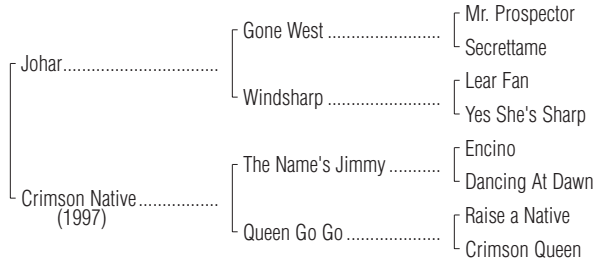 Mr. Prospector
Gone West ........................
Secrettame
Johar.................................
Lear Fan
Windsharp ........................
Yes She's Sharp
Encino
The Name's Jimmy ...........
Dancing At Dawn
Crimson Native.................
(1997)
Raise a Native
Queen Go Go ....................
Crimson Queen